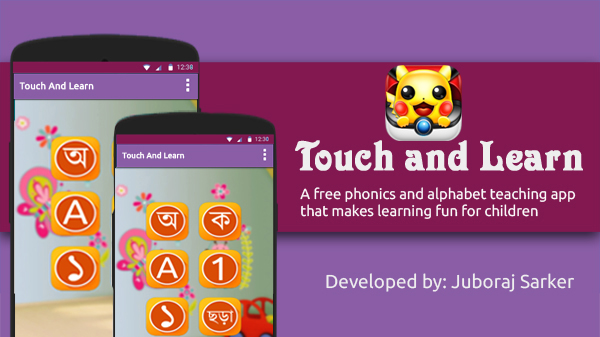 12:38
Touch And Learn
অ
A
১
12:30
Touch And Learn
অ ক
A 1
১ ছড়া
Touch and Learn
A free phonics and alphabet teaching app
that makes learning fun for children
Developed by: Juboraj Sarker